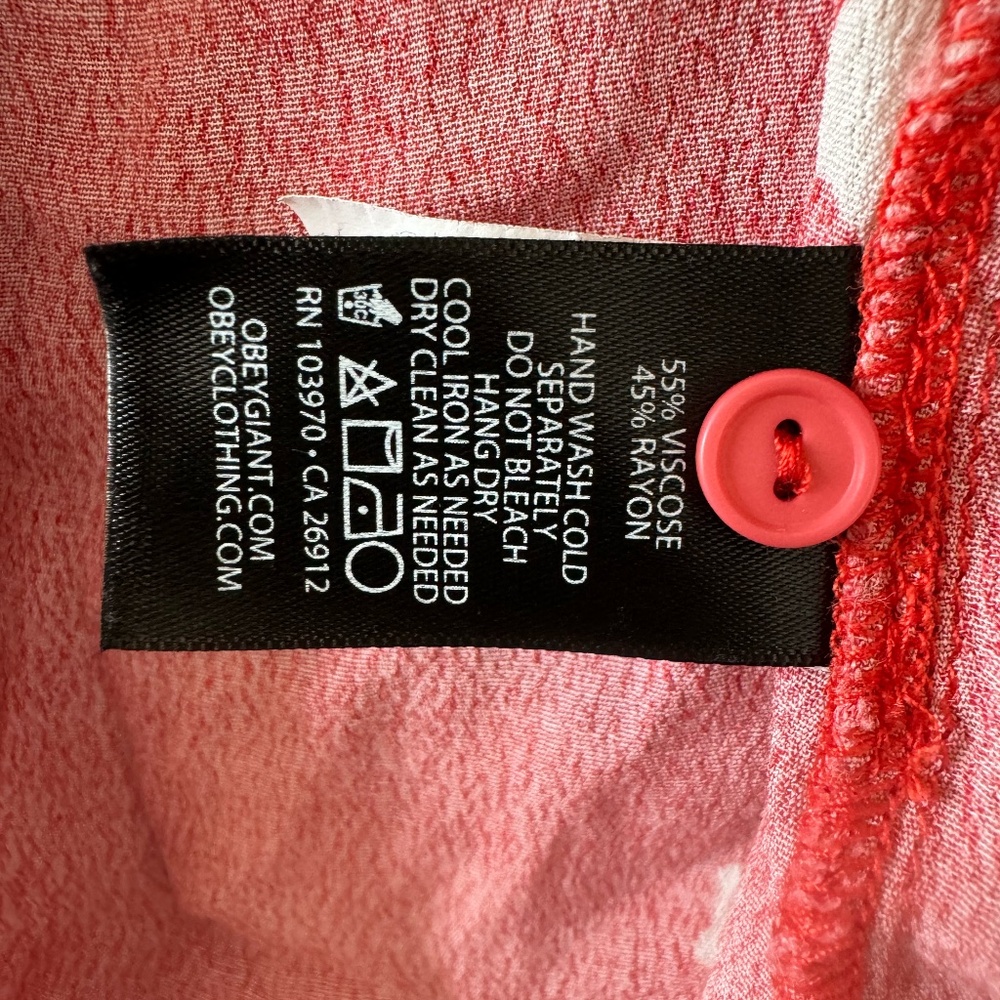 55% VISCOSE
45% RAYON
HAND WASH COLD
SEPARATELY
DO NOT BLEACH
HANG DRY
COOL IRON AS NEEDED
DRY CLEAN AS NEEDED
30C
RN 103970 • CA 26912
OBEYGIANT.COM
OBEYCLOTHING.COM